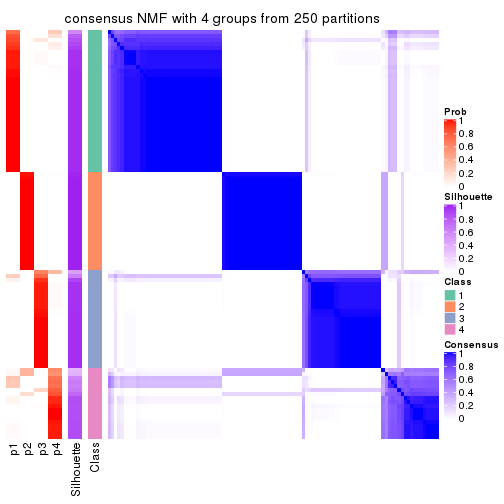 consensus NMF with 4 groups from 250 partitions
Prob
1
0.8
0.6
0.4
0.2
0
Silhouette
1
0.8
0.6
0.4
0.2
0
Class
1
2
3
4
Consensus
1
0.8
0.6
0.4
0.2
0
p1
p2
p3
p4
Silhouette
Class